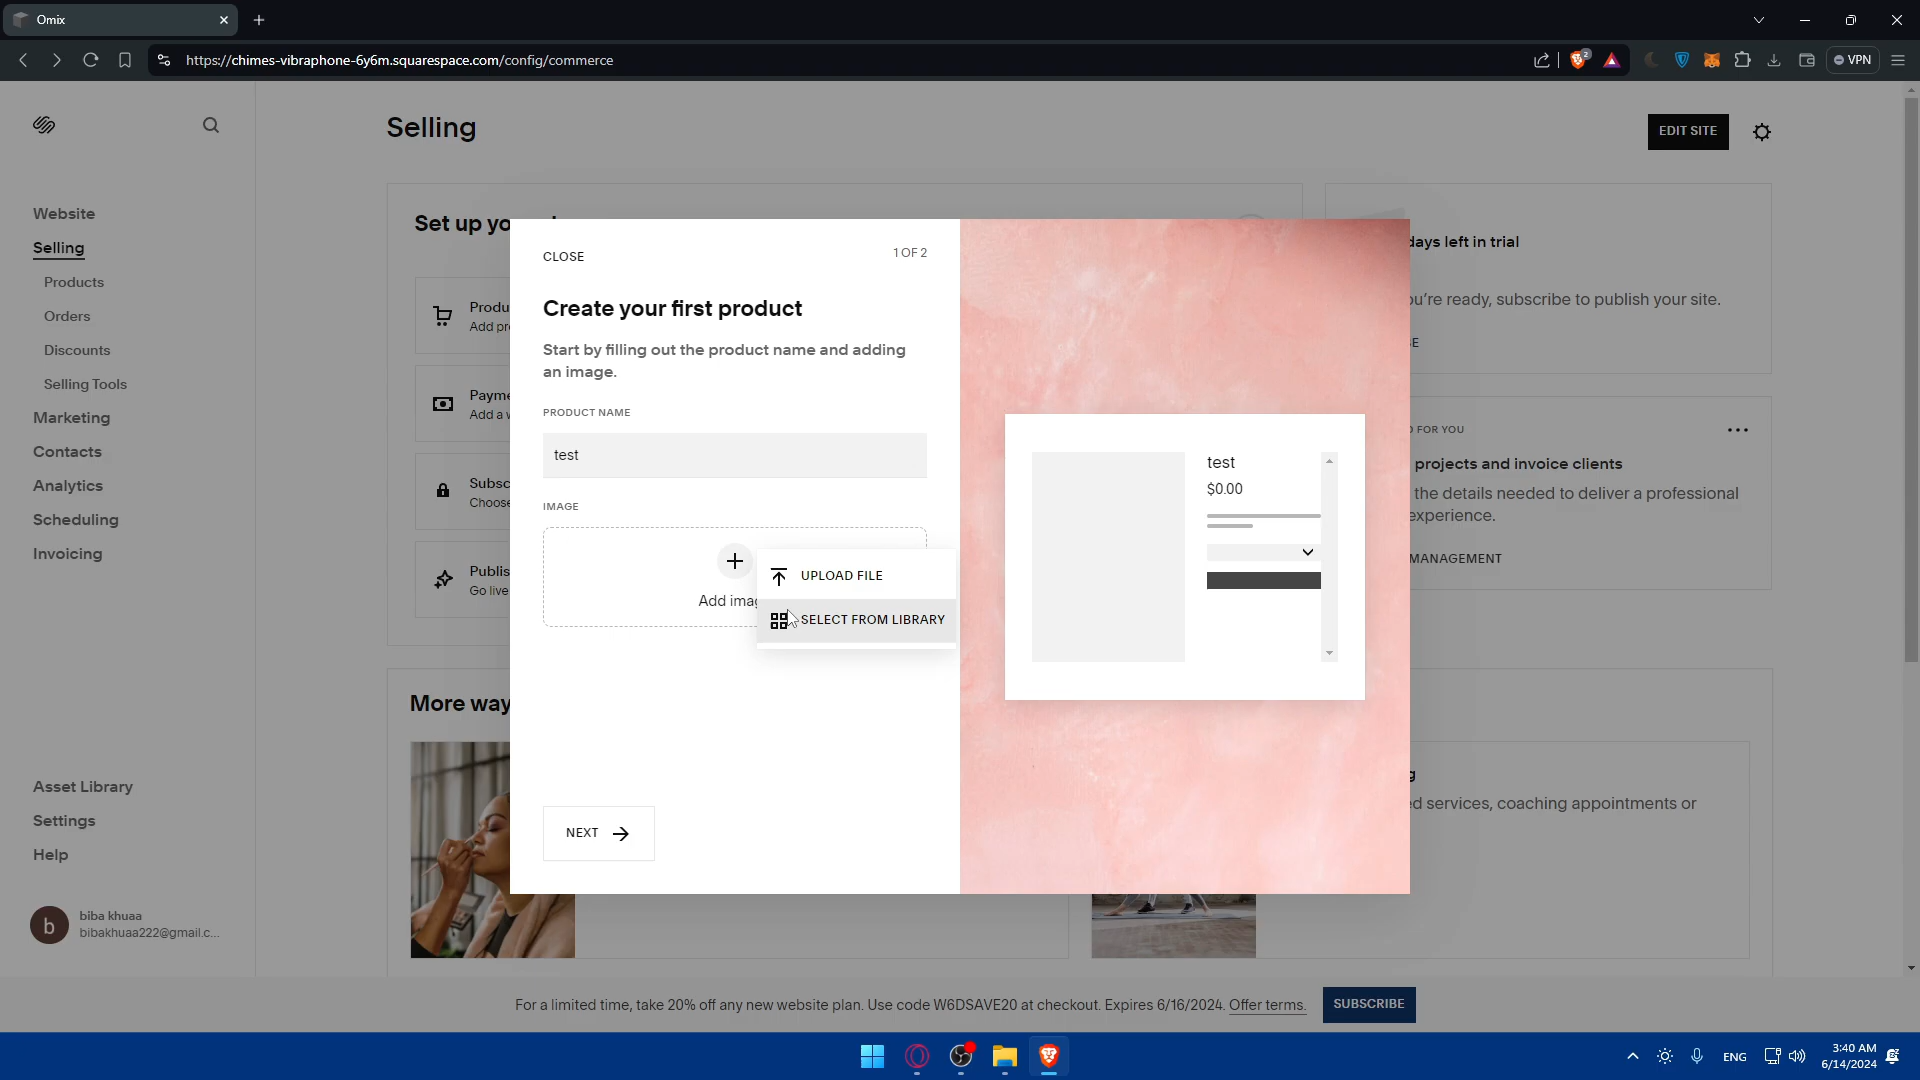 Omix
https://chimes-vibraphone-6y6m.squarespace.com/config/commerce
2
VPN
Selling
EDIT SITE
Website
Selling
Products
Orders
Discounts
Selling Tools
Marketing
Contacts
Analytics
Scheduling
Invoicing
Asset Library
Settings
Help
b
biba khuaa
bibakhuaa222@gmail.c...
Set up yo
Produ
Add pr
Payme
Add a w
Subsc
Choose
Publis
Go live
More way
CLOSE
1 OF 2
Create your first product
Start by filling out the product name and adding
an image.
PRODUCT NAME
test
IMAGE
Add imag
UPLOAD FILE
SELECT FROM LIBRARY
NEXT
test
$0.00
days left in trial
u're ready, subscribe to publish your site.
E
FOR YOU
projects and invoice clients
the details needed to deliver a professional
experience.
MANAGEMENT
g
d services, coaching appointments or
For a limited time, take 20% off any new website plan. Use code W6DSAVE20 at checkout. Expires 6/16/2024. Offer terms.
SUBSCRIBE
ENG
3:40 AM
6/14/2024